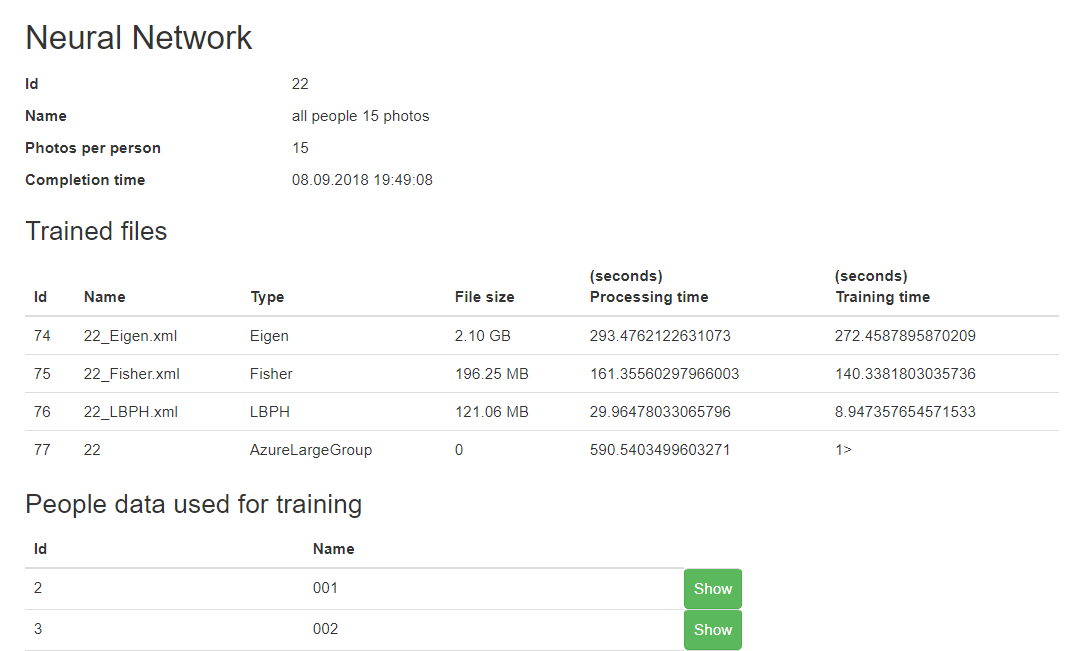 Neural Network
Id 22
Name all people 15 photos
Photos per person 15
Completion time 08.09.2018 19:49:08
Trained files
(seconds) (seconds)
Id Name Type File size Processing time Training time
74 22_Eigen.xml Eigen 2.10 GB 293.4762122631073 272.4587895870209
75 22_Fisher.xml Fisher 196.25 MB 161.35560297966003 140.3381803035736
76 22_LBPH.xml LBPH 121.06 MB 29.96478033065796 8.947357654571533
77 22 AzureLargeGroup 0 590.5403499603271 1>
People data used for training
Id Name
2 001 Show
3 002 Show